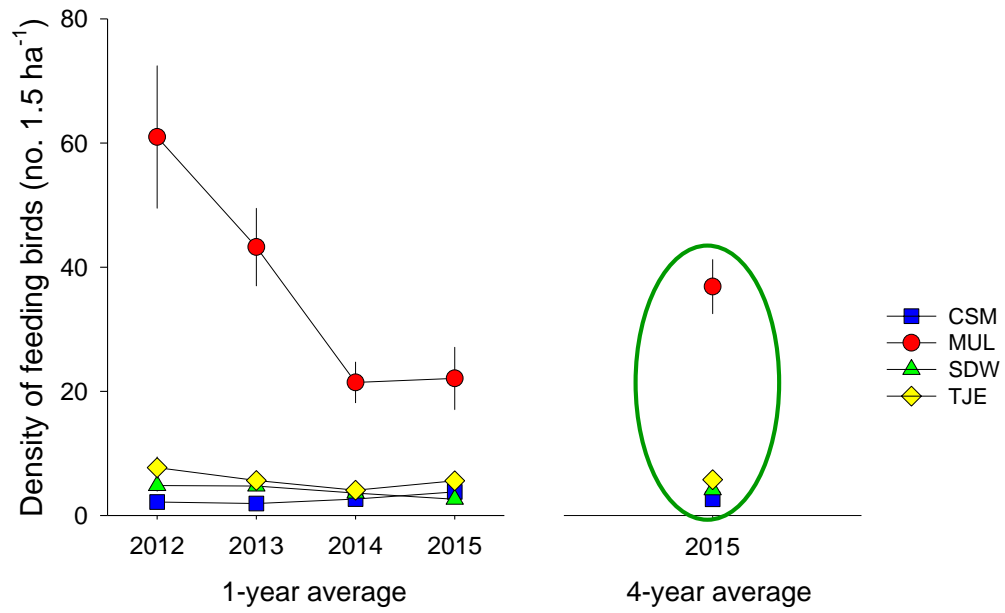 Density of feeding birds (no. 1.5 ha⁻¹)
80
60
40
20
0
2012 2013 2014 2015
1-year average
2015
4-year average
CSM
MUL
SDW
TJE